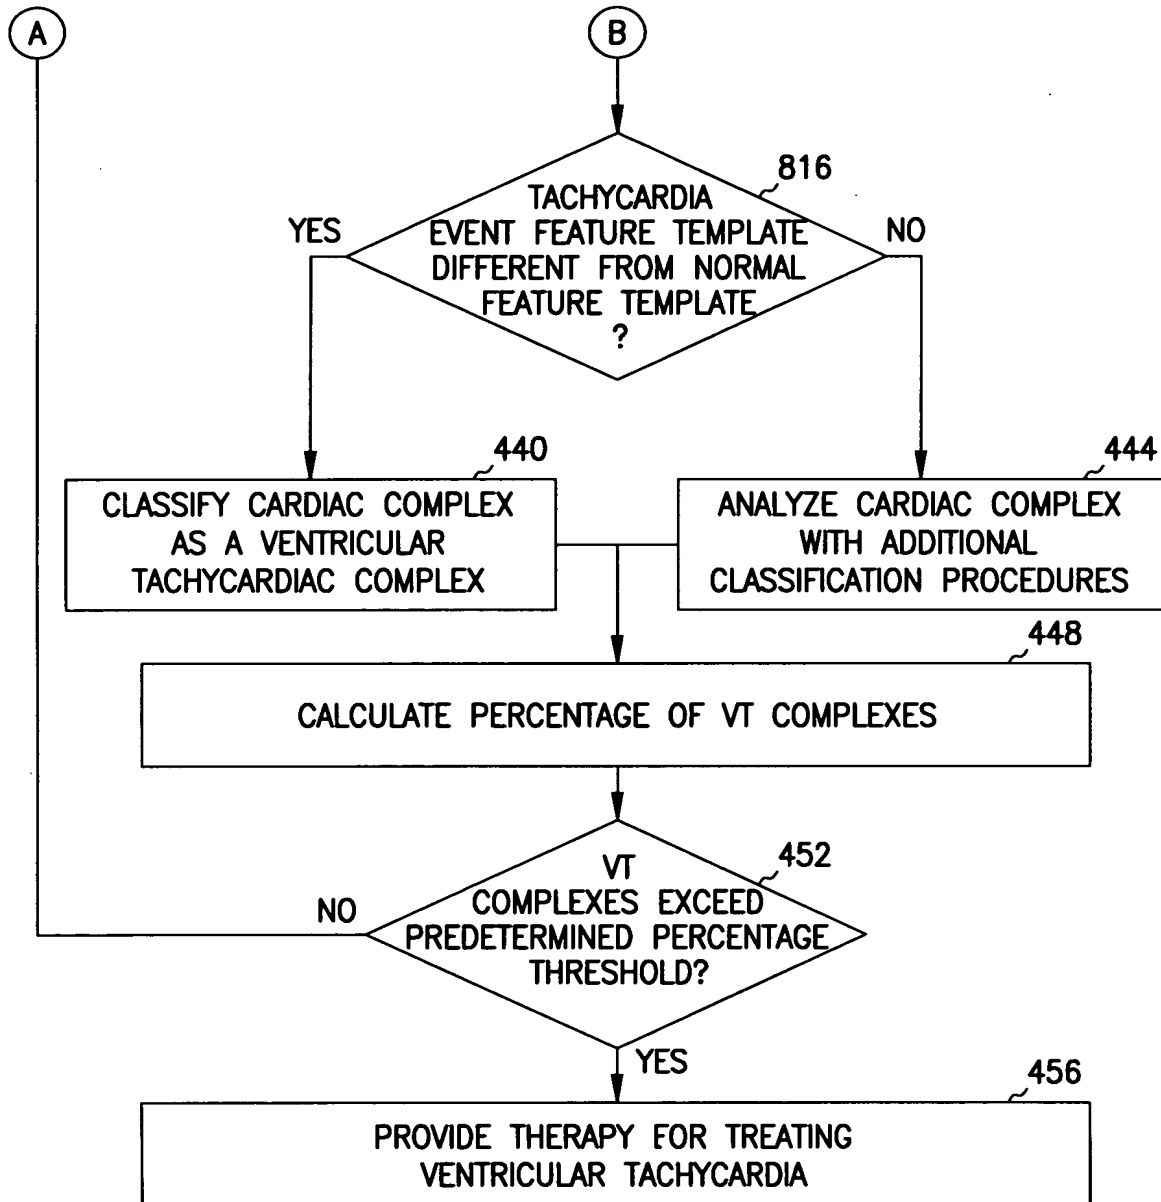 A
B
816
TACHYCARDIA
EVENT FEATURE TEMPLATE
DIFFERENT FROM NORMAL
FEATURE TEMPLATE
?
YES
NO
440
CLASSIFY CARDIAC COMPLEX
AS A VENTRICULAR
TACHYCARDIAC COMPLEX
444
ANALYZE CARDIAC COMPLEX
WITH ADDITIONAL
CLASSIFICATION PROCEDURES
448
CALCULATE PERCENTAGE OF VT COMPLEXES
452
VT
COMPLEXES EXCEED
PREDETERMINED PERCENTAGE
THRESHOLD?
NO
YES
456
PROVIDE THERAPY FOR TREATING
VENTRICULAR TACHYCARDIA